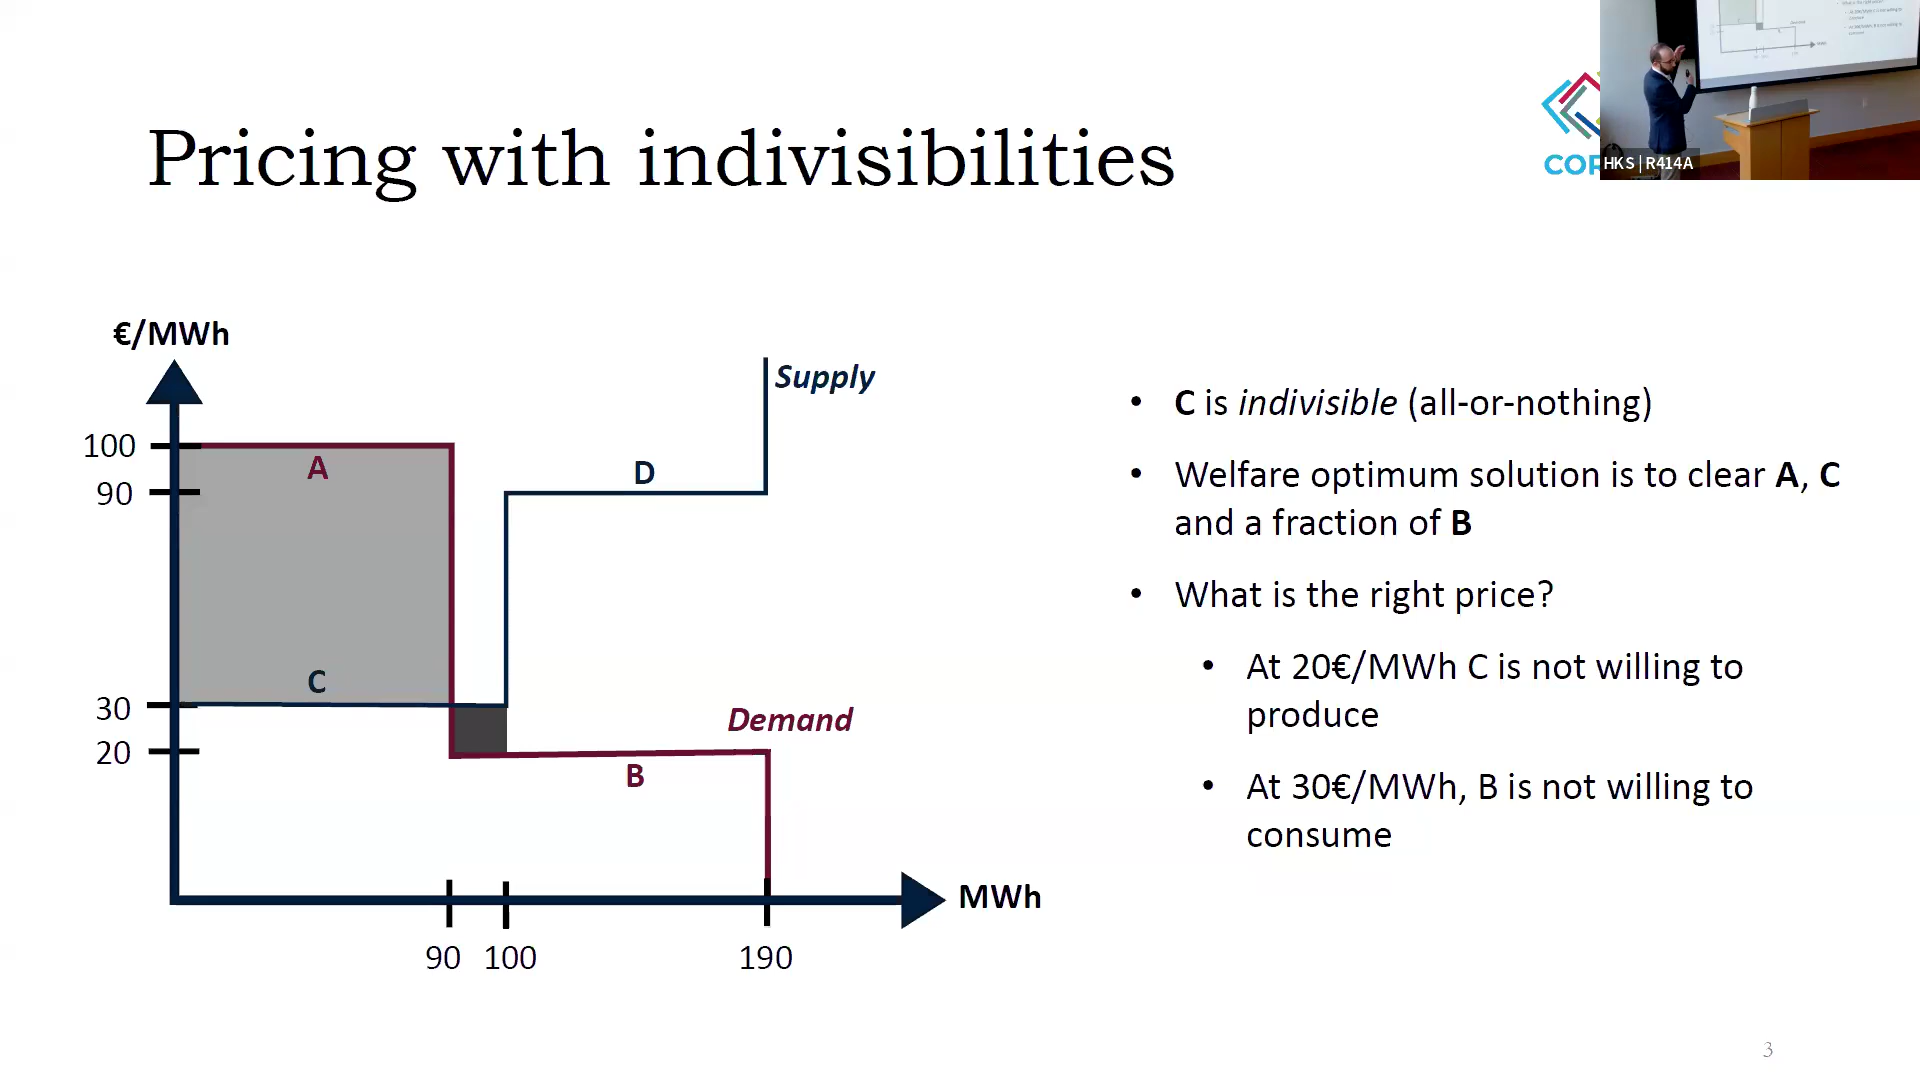 Pricing with indivisibilities
COR
HKS | R414A
€/MWh
100
90
30
20
A
C
D
B
Supply
Demand
MWh
90
100
190
• C is indivisible (all-or-nothing)
• Welfare optimum solution is to clear A, C
and a fraction of B
• What is the right price?
• At 20€/MWh C is not willing to
produce
• At 30€/MWh, B is not willing to
consume
3